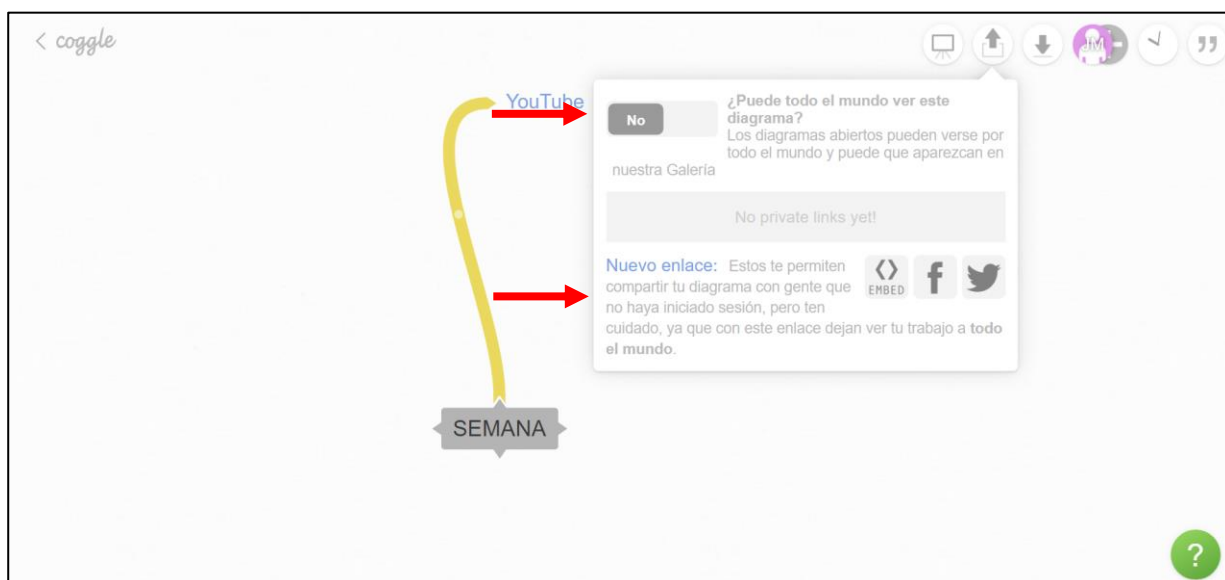 < coggle
JM
YouTube
No
¿Puede todo el mundo ver este
diagrama?
Los diagramas abiertos pueden verse por
todo el mundo y puede que aparezcan en
nuestra Galería
No private links yet!
Nuevo enlace: Estos te permiten
compartir tu diagrama con gente que
no haya iniciado sesión, pero ten
cuidado, ya que con este enlace dejan ver tu trabajo a todo
el mundo.
EMBED
SEMANA
?